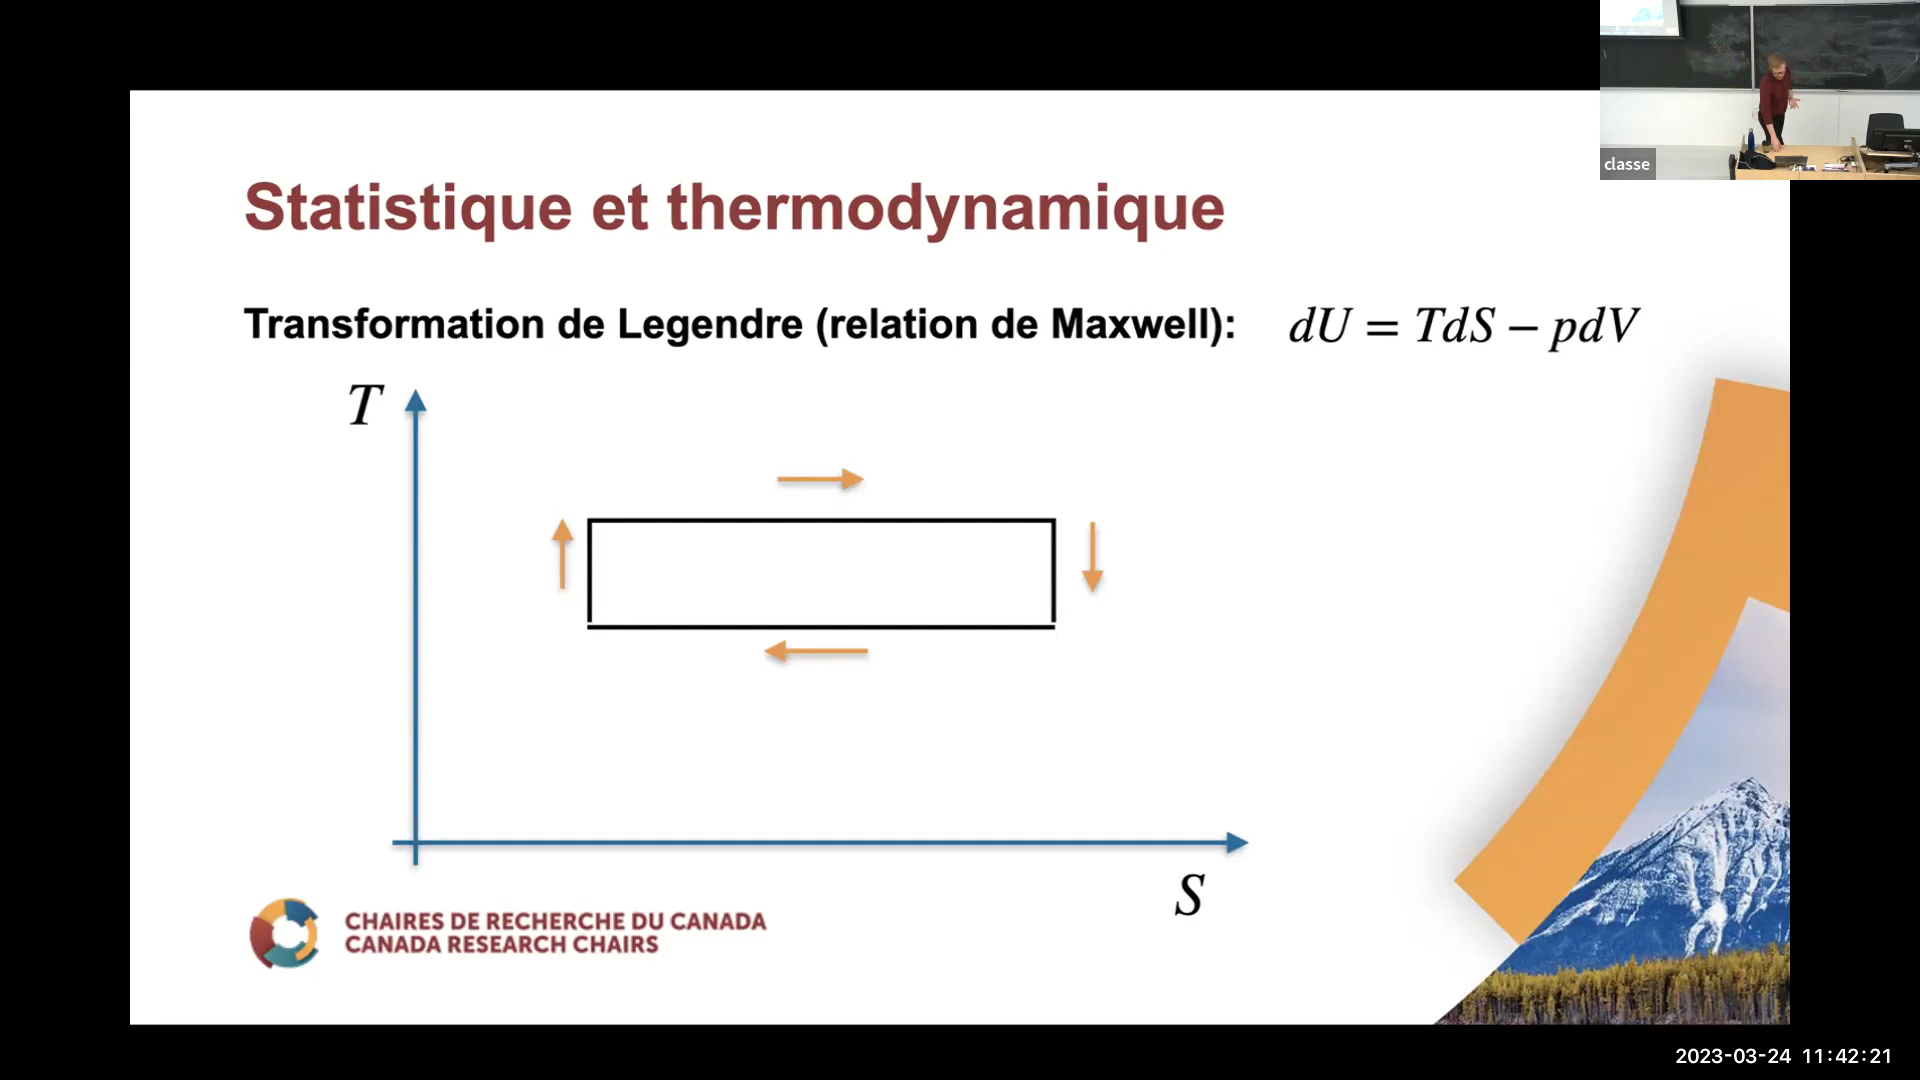 classe
Statistique et thermodynamique
Transformation de Legendre (relation de Maxwell): dU = TdS − pdV
T
S
CHAIRES DE RECHERCHE DU CANADA
CANADA RESEARCH CHAIRS
2023-03-24 11:42:21